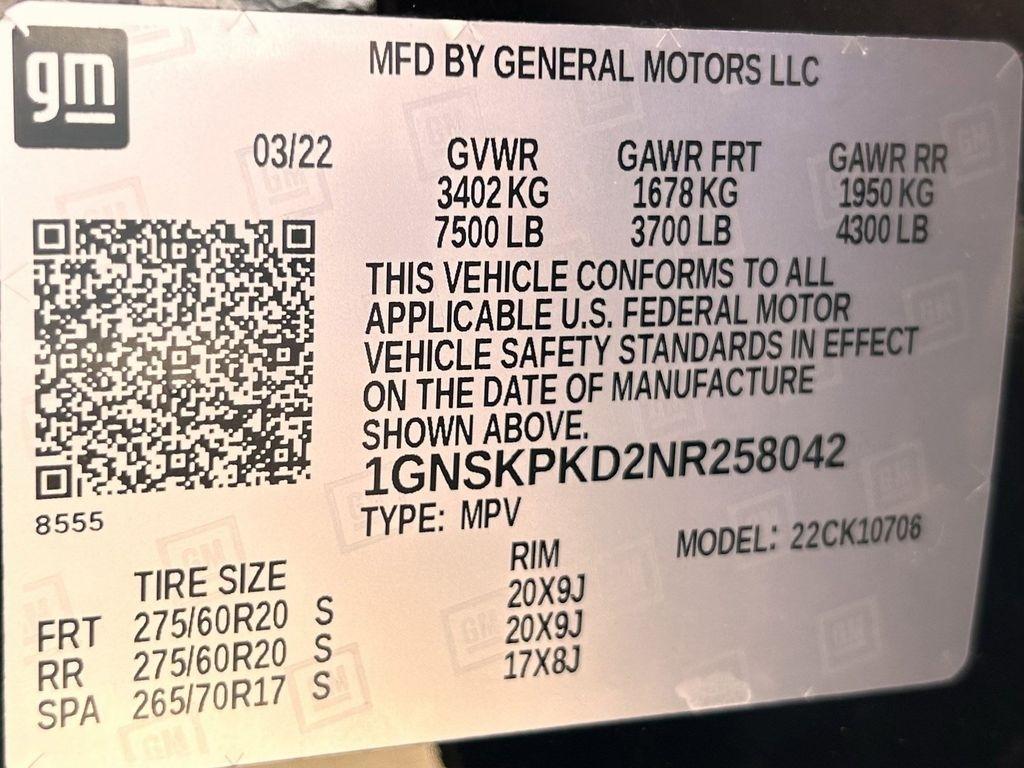 gm
MFD BY GENERAL MOTORS LLC
03/22 GVWR GAWR FRT GAWR RR
3402 KG 1678 KG 1950 KG
7500 LB 3700 LB 4300 LB
THIS VEHICLE CONFORMS TO ALL
APPLICABLE U.S. FEDERAL MOTOR
VEHICLE SAFETY STANDARDS IN EFFECT
ON THE DATE OF MANUFACTURE
SHOWN ABOVE.
1GNSKPKD2NR258042
8555
TYPE: MPV MODEL: 22CK10706
TIRE SIZE RIM
FRT 275/60R20 S 20X9J
RR 275/60R20 S 20X9J
SPA 265/70R17 S 17X8J